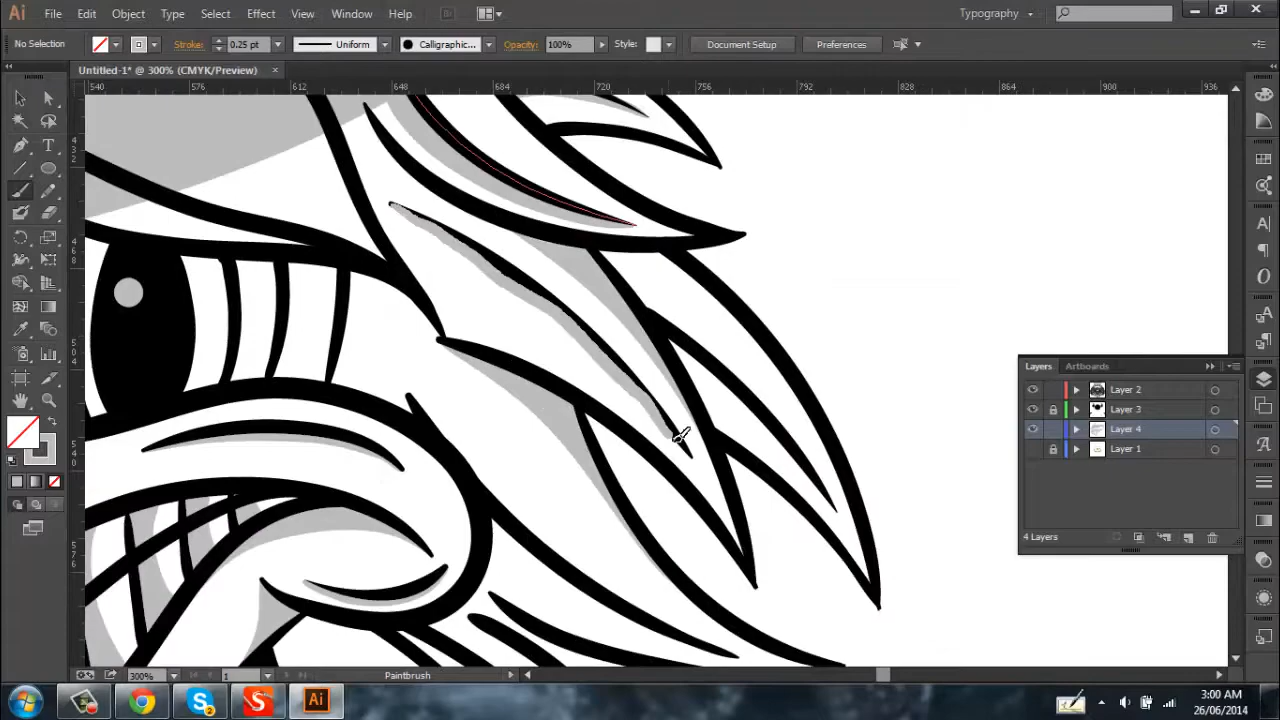 Ai File Edit Object Type Select Effect View Window Help Br Typography
No Selection Stroke: 0.25 pt Uniform Calligraphic... Opacity: 100% Style: Document Setup Preferences
Untitled-1* @ 300% (CMYK/Preview) ×
540 576 612 648 684 720 756 792 828 864 900 936
Layers Artboards
Layer 2
Layer 3
Layer 4
Layer 1
4 Layers
300% 1 Paintbrush
Ai 3:00 AM
26/06/2014